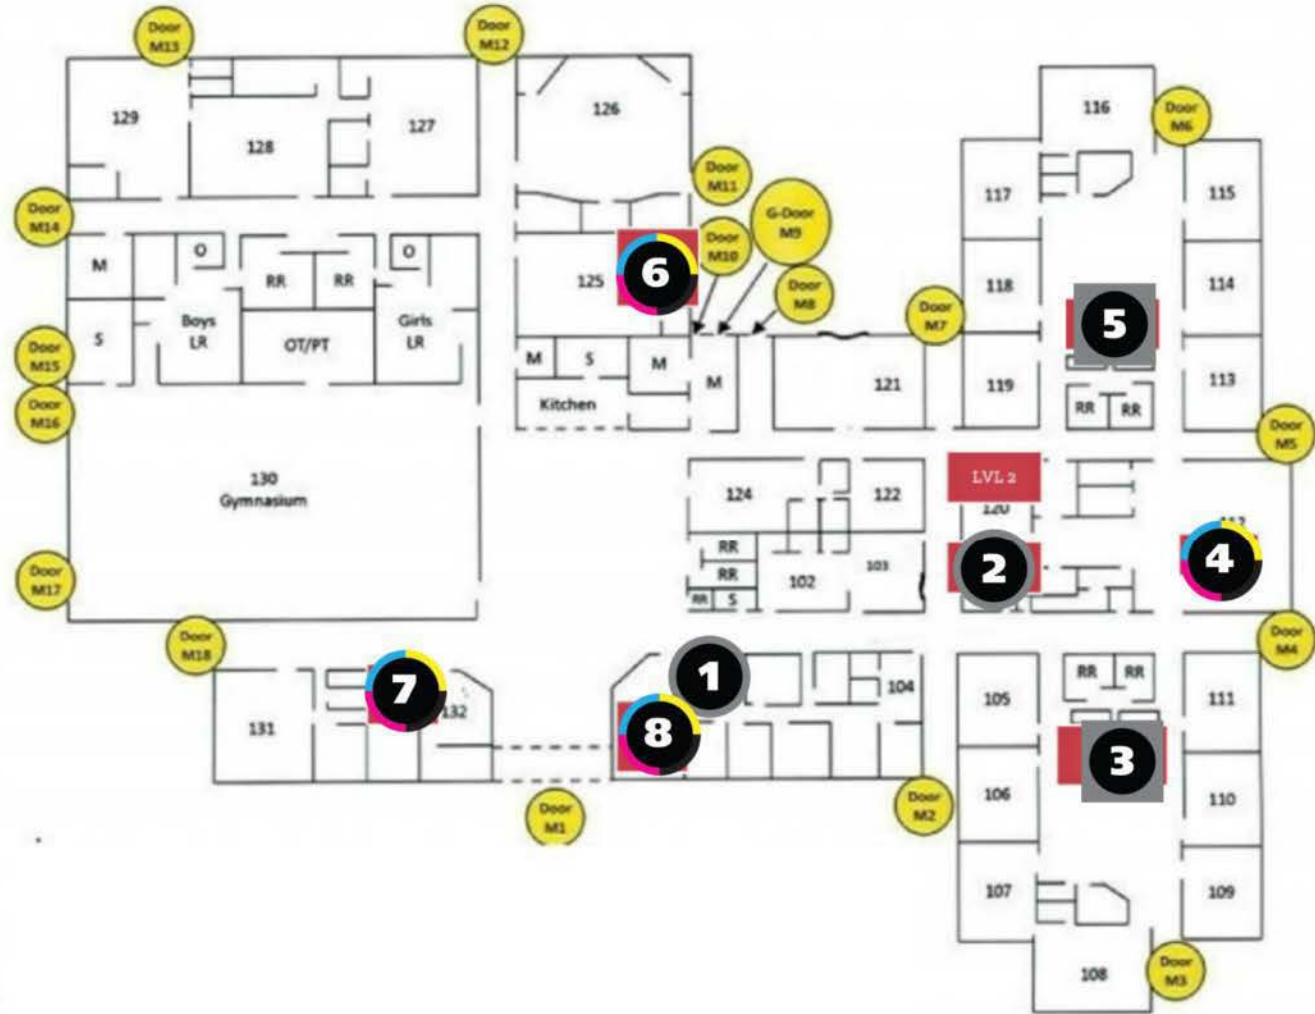 Door
M13
Door
M12
129
128
127
126
116
Door
M6
Door
M11
117
115
Door
M14
G-Door
M9
Door
M10
M
O
RR
RR
O
125
6
118
114
Door
M8
Door
M7
5
S
Boys
LR
OT/PT
Girls
LR
Door
M15
M
S
M
M
121
119
113
Kitchen
RR
RR
Door
M16
Door
M5
130
Gymnasium
124
122
LVL 2
120
112
RR
103
2
4
RR
102
Door
M17
RR
S
Door
M18
Door
M4
7
132
1
104
105
RR
RR
111
131
8
3
106
110
Door
M1
Door
M2
107
109
108
Door
M3